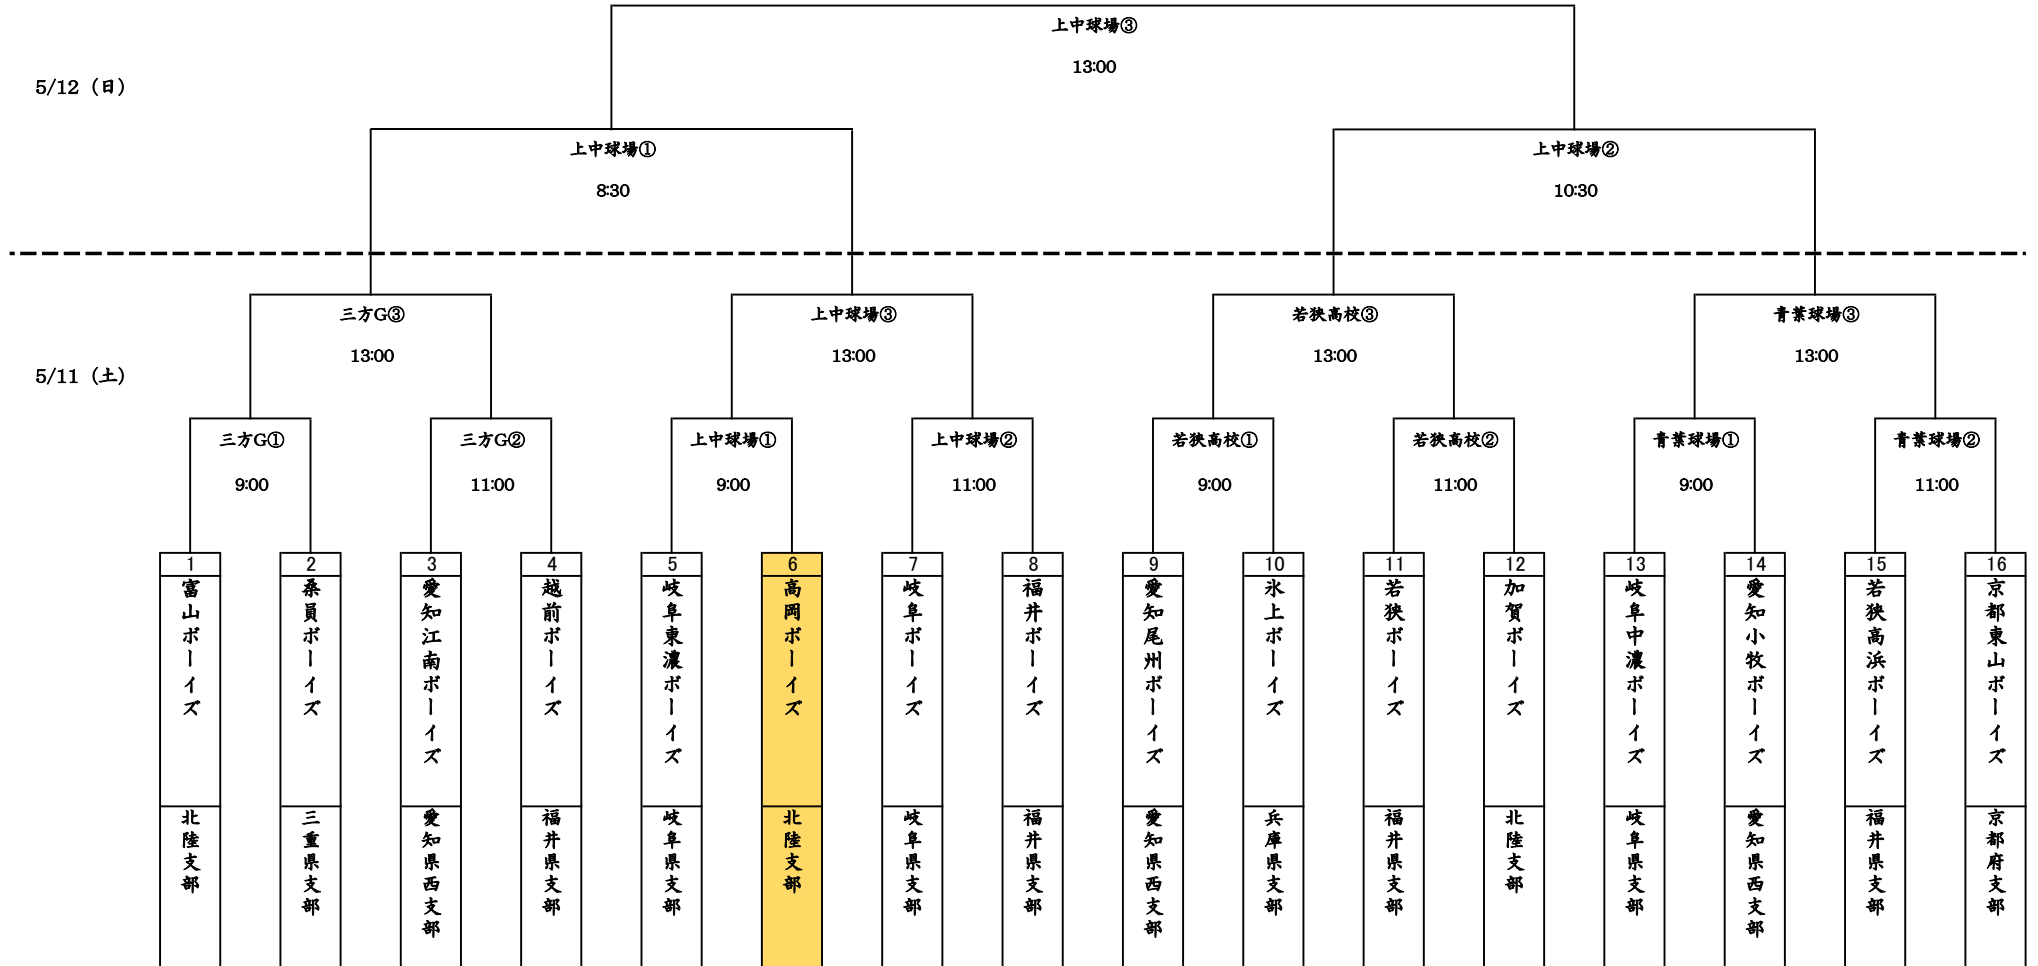 上中球場③
13:00
5/12（日）
上中球場①
上中球場②
8:30
10:30
三方G③
上中球場③
若狭高校③
青葉球場③
13:00
13:00
13:00
13:00
5/11（土）
三方G①
三方G②
上中球場①
上中球場②
若狭高校①
若狭高校②
青葉球場①
青葉球場②
9:00
11:00
9:00
11:00
9:00
11:00
9:00
11:00
1
富山ボーイズ
北陸支部
2
桑員ボーイズ
三重県支部
3
愛知江南ボーイズ
愛知県西支部
4
越前ボーイズ
福井県支部
5
岐阜東濃ボーイズ
岐阜県支部
6
高岡ボーイズ
北陸支部
7
岐阜ボーイズ
岐阜県支部
8
福井ボーイズ
福井県支部
9
愛知尾州ボーイズ
愛知県西支部
10
氷上ボーイズ
兵庫県支部
11
若狭ボーイズ
福井県支部
12
加賀ボーイズ
北陸支部
13
岐阜中濃ボーイズ
岐阜県支部
14
愛知小牧ボーイズ
愛知県西支部
15
若狭高浜ボーイズ
福井県支部
16
京都東山ボーイズ
京都府支部